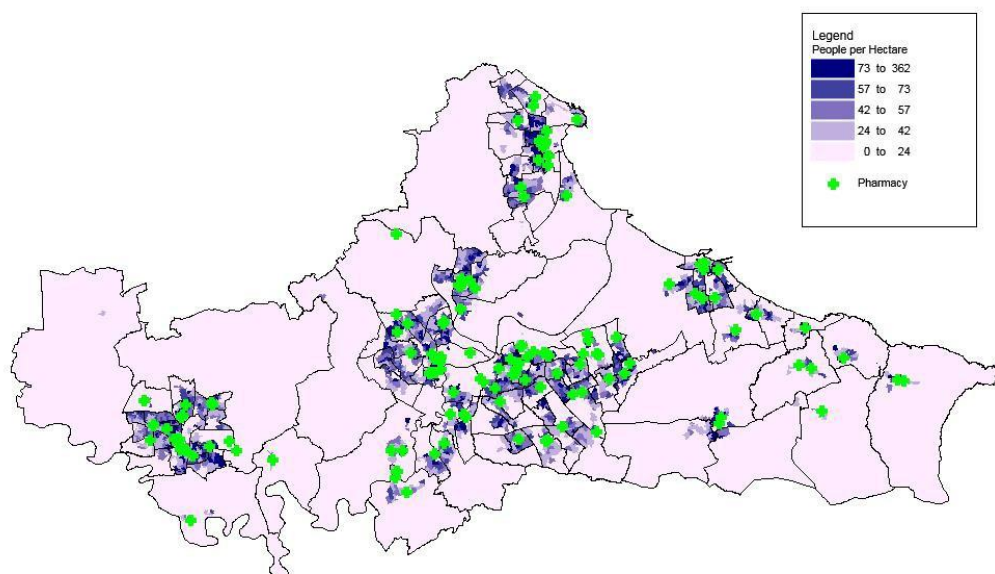 Legend
People per Hectare
73 to 362
57 to 73
42 to 57
24 to 42
0 to 24
Pharmacy